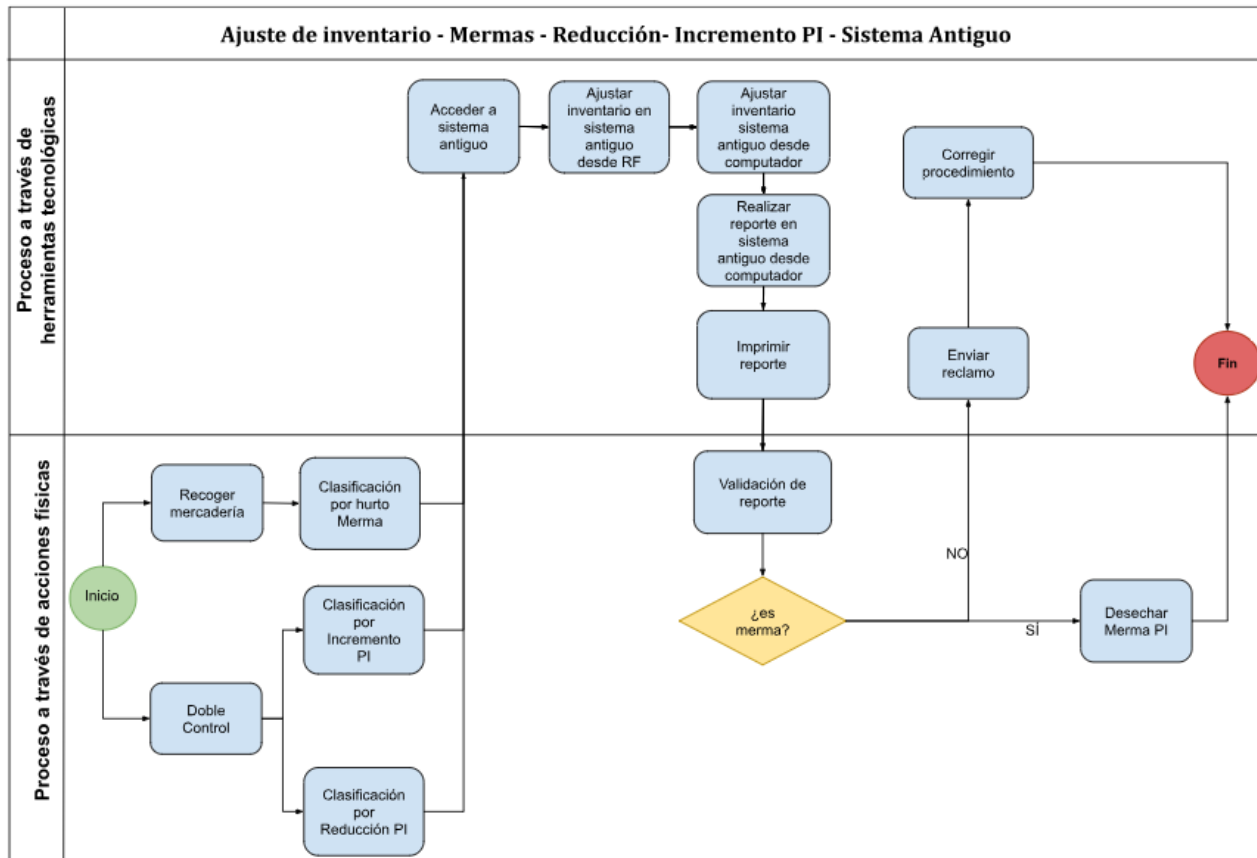 Ajuste de inventario - Mermas - Reducción- Incremento PI - Sistema Antiguo
Proceso a través de
herramientas tecnológicas
Acceder a
sistema
antiguo
Ajustar
inventario en
sistema
antiguo
desde RF
Ajustar
inventario
sistema
antiguo desde
computador
Realizar
reporte en
sistema
antiguo desde
computador
Imprimir
reporte
Corregir
procedimiento
Enviar
reclamo
Fin
Proceso a través de acciones físicas
Inicio
Recoger
mercadería
Clasificación
por hurto
Merma
Doble
Control
Clasificación
por
Incremento
PI
Clasificación
por
Reducción PI
Validación de
reporte
¿es
merma?
NO
SÍ
Desechar
Merma PI